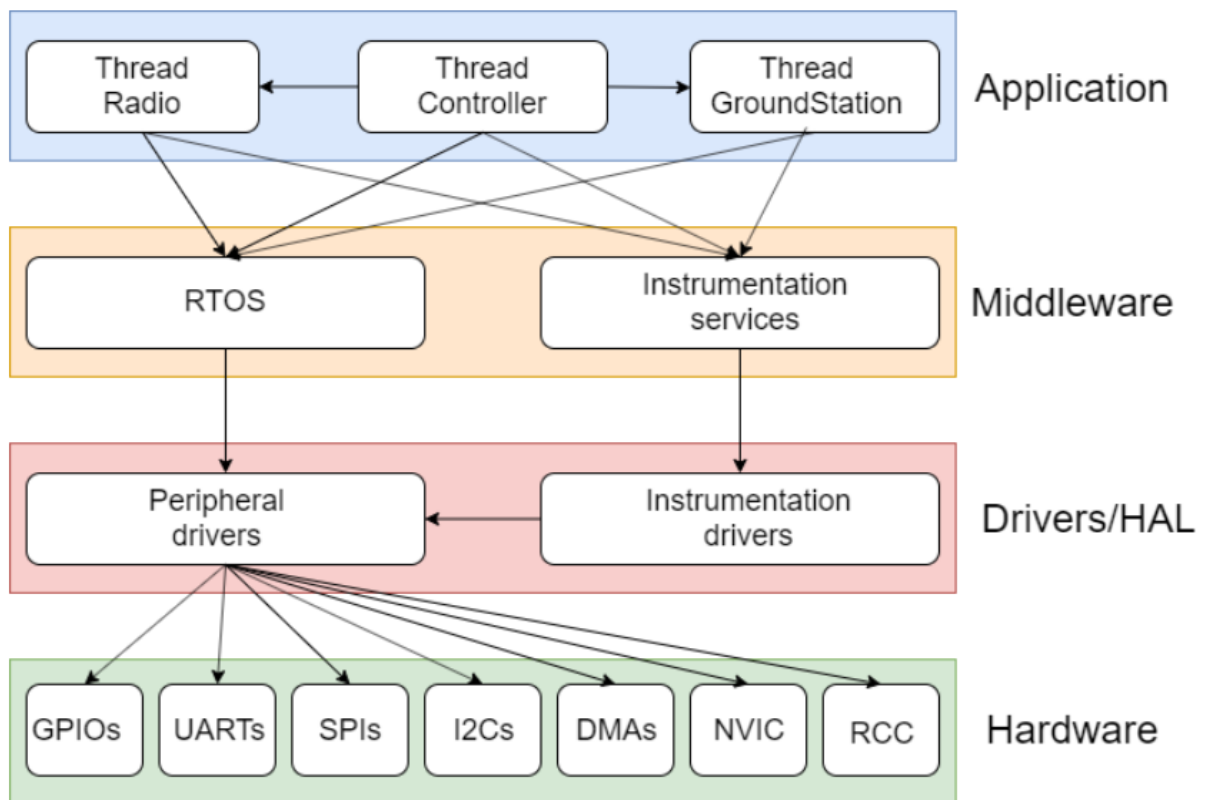 Thread
Radio
Thread
Controller
Thread
GroundStation
Application
RTOS
Instrumentation
services
Middleware
Peripheral
drivers
Instrumentation
drivers
Drivers/HAL
GPIOs
UARTs
SPIs
I2Cs
DMAs
NVIC
RCC
Hardware